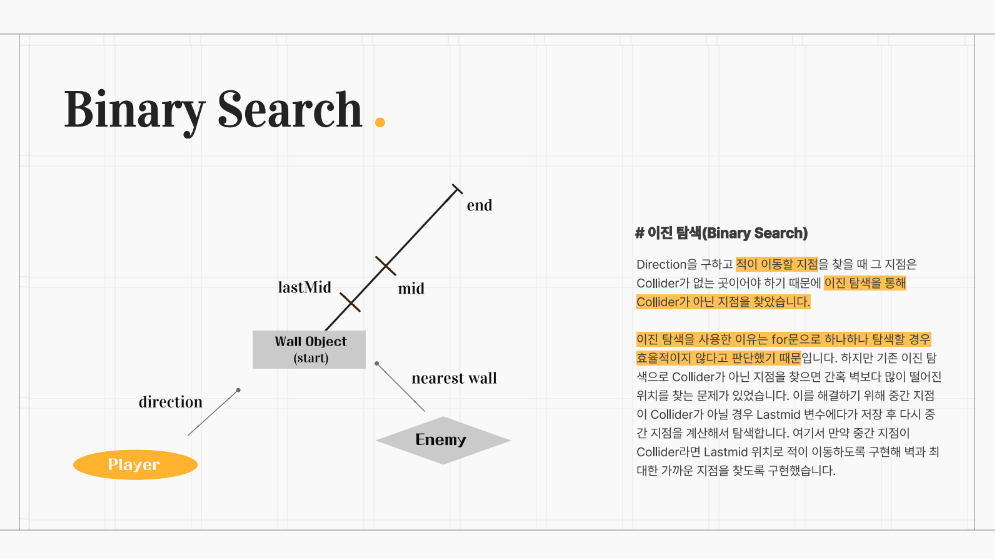 Binary Search .
end
lastMid
mid
Wall Object
(start)
nearest wall
direction
Enemy
Player
# 이진 탐색(Binary Search)
Direction을 구하고 적이 이동할 지점을 찾을 때 그 지점은
Collider가 없는 곳이어야 하기 때문에 이진 탐색을 통해
Collider가 아닌 지점을 찾았습니다.
이진 탐색을 사용한 이유는 for문으로 하나하나 탐색할 경우
효율적이지 않다고 판단했기 때문입니다. 하지만 기존 이진 탐
색으로 Collider가 아닌 지점을 찾으면 간혹 벽보다 많이 떨어진
위치를 찾는 문제가 있었습니다. 이를 해결하기 위해 중간 지점
이 Collider가 아닐 경우 Lastmid 변수에다가 저장 후 다시 중
간 지점을 계산해서 탐색합니다. 여기서 만약 중간 지점이
Collider라면 Lastmid 위치로 적이 이동하도록 구현해 벽과 최
대한 가까운 지점을 찾도록 구현했습니다.